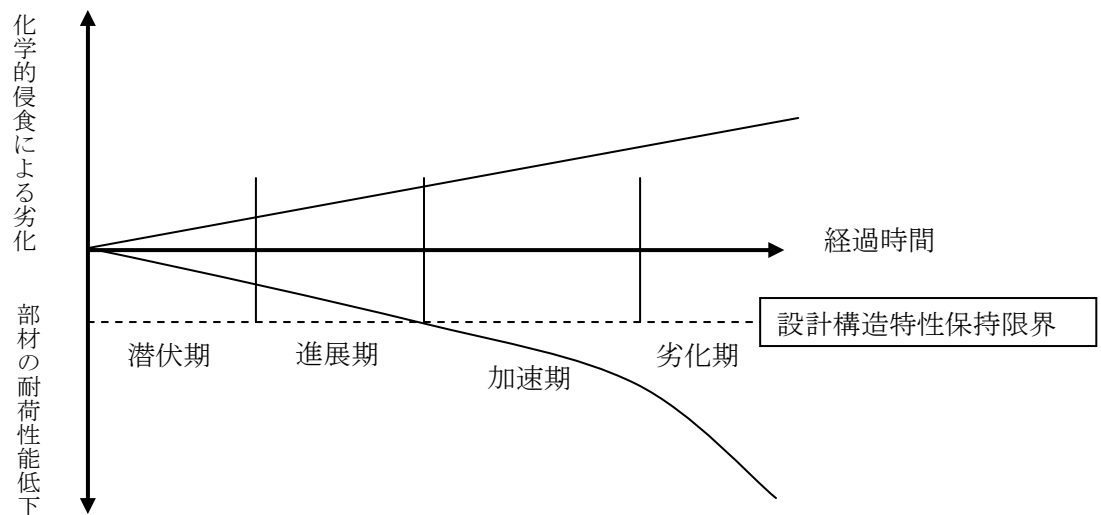 化学的侵食による劣化
経過時間
設計構造特性保持限界
潜伏期
進展期
加速期
劣化期
部材の耐荷性能低下